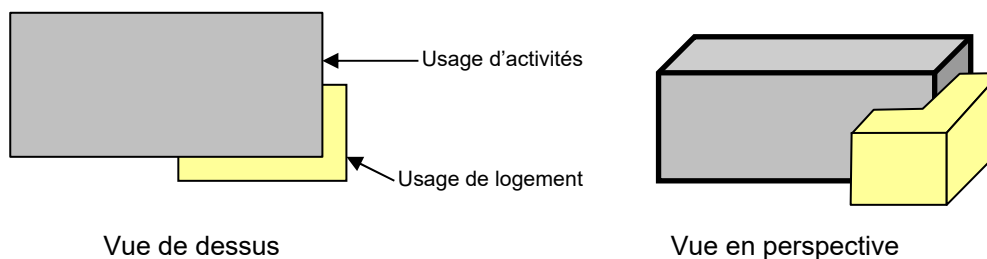 Usage d’activités
Usage de logement
Vue de dessus
Vue en perspective